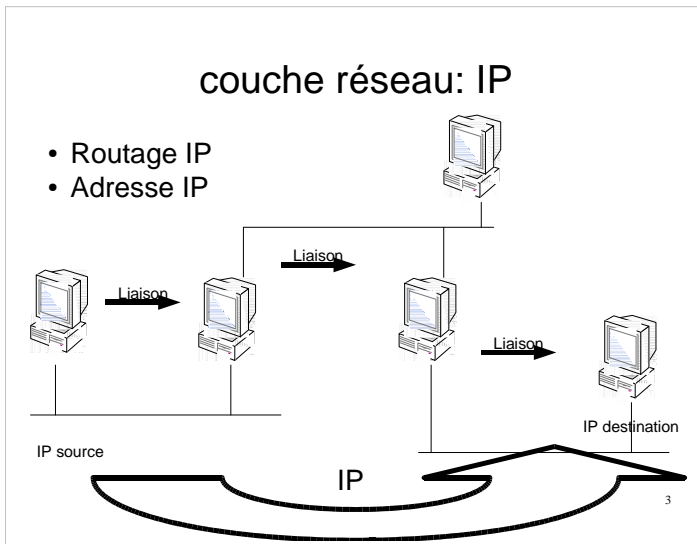 couche réseau: IP
• Routage IP
• Adresse IP
Liaison
Liaison
Liaison
IP destination
IP source
IP
3